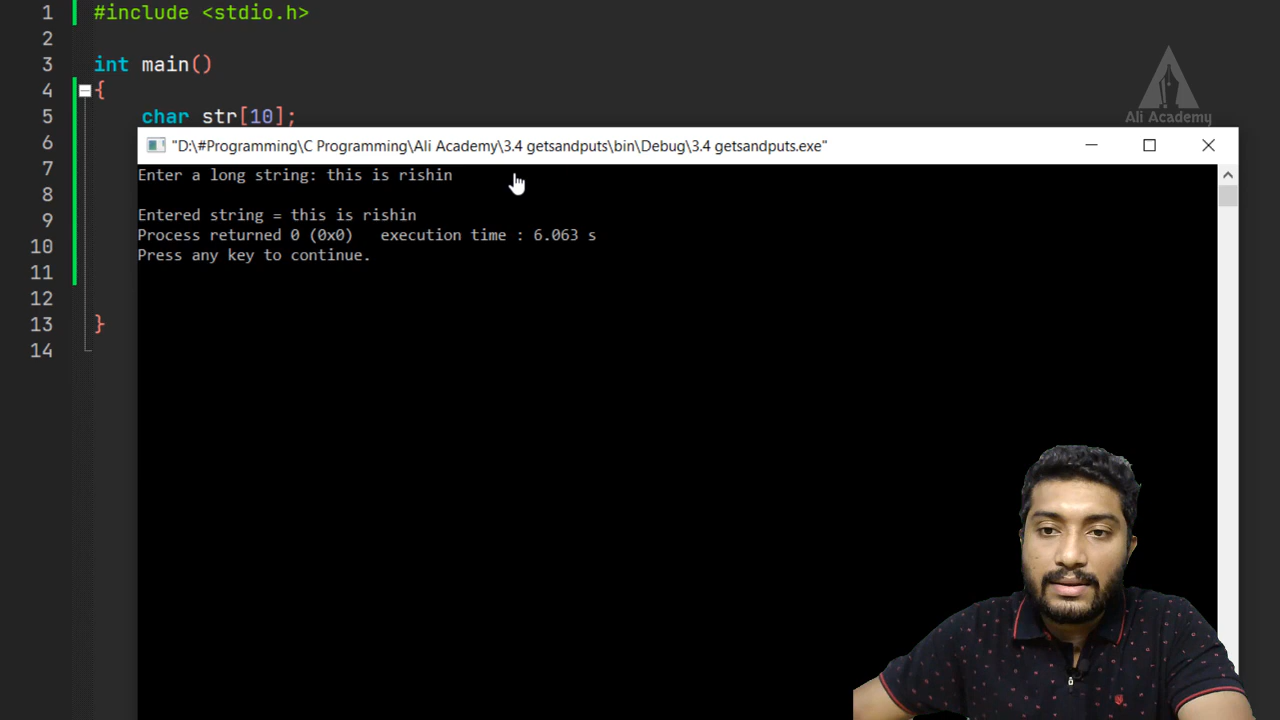 1 #include <stdio.h>
2
3 int main()
4 {
5 char str[10];
6
7
8
9
10
11
12
13 }
14
Ali Academy
"D:\#Programming\C Programming\Ali Academy\3.4 getsandputs\bin\Debug\3.4 getsandputs.exe"
Enter a long string: this is rishin
Entered string = this is rishin
Process returned 0 (0x0)   execution time : 6.063 s
Press any key to continue.